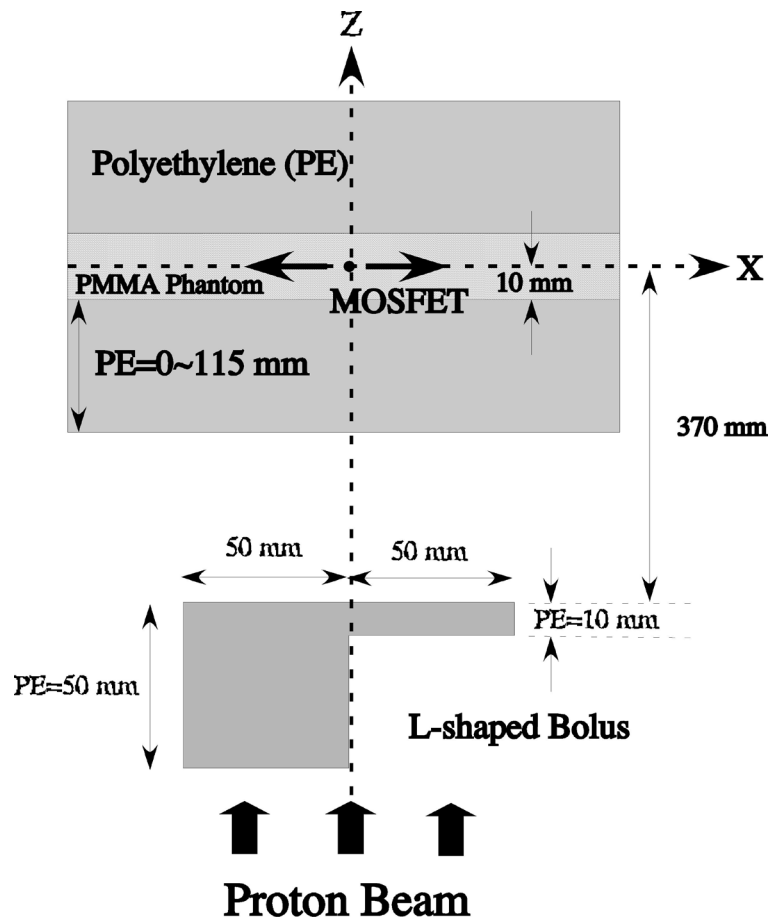 Z
Polyethylene (PE)
X
PMMA Phantom
MOSFET
10 mm
PE=0~115 mm
370 mm
50 mm
50 mm
PE=10 mm
PE=50 mm
L-shaped Bolus
Proton Beam